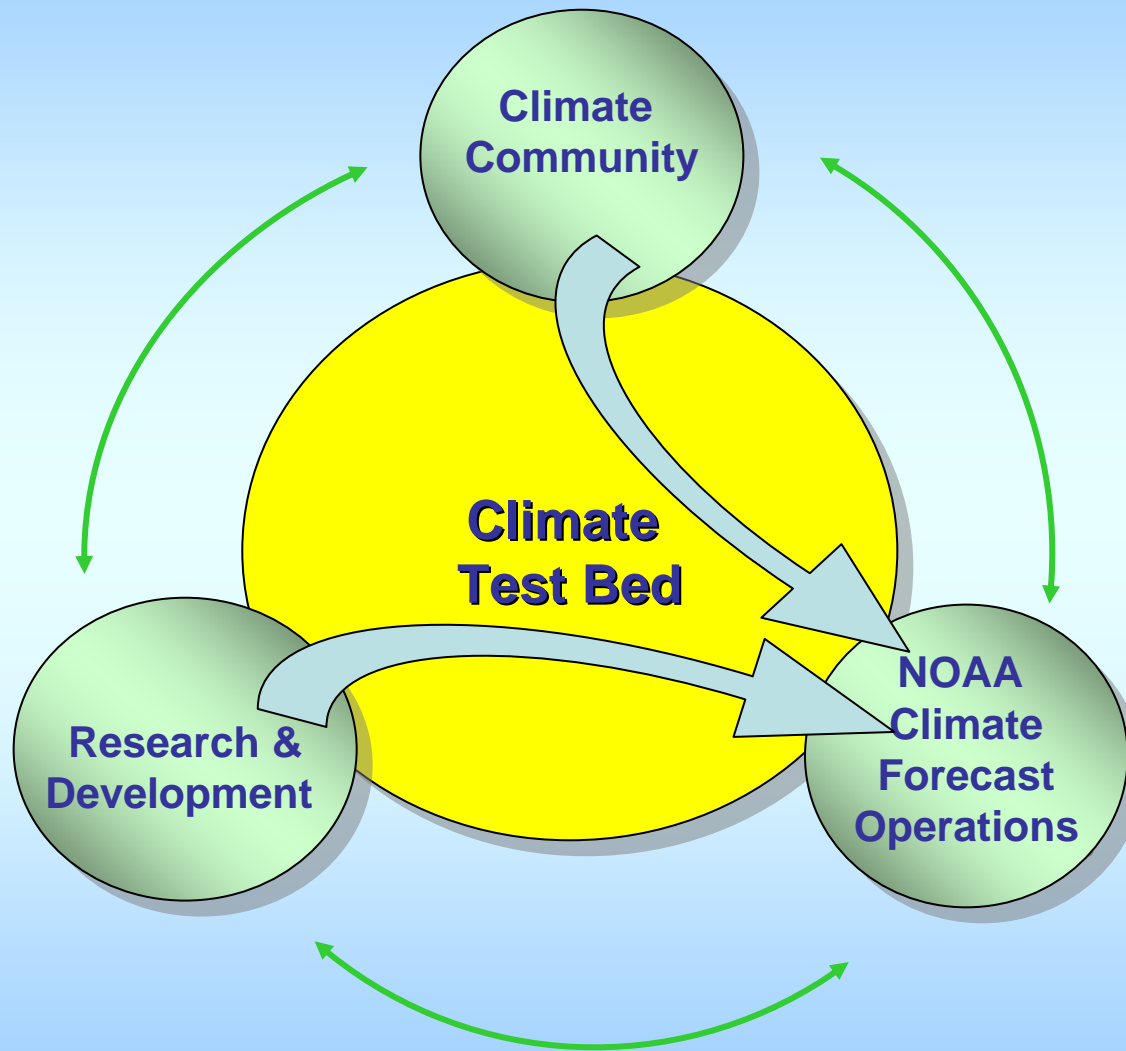 Climate
Community
Climate
Test Bed
Research &
Development
NOAA
Climate
Forecast
Operations